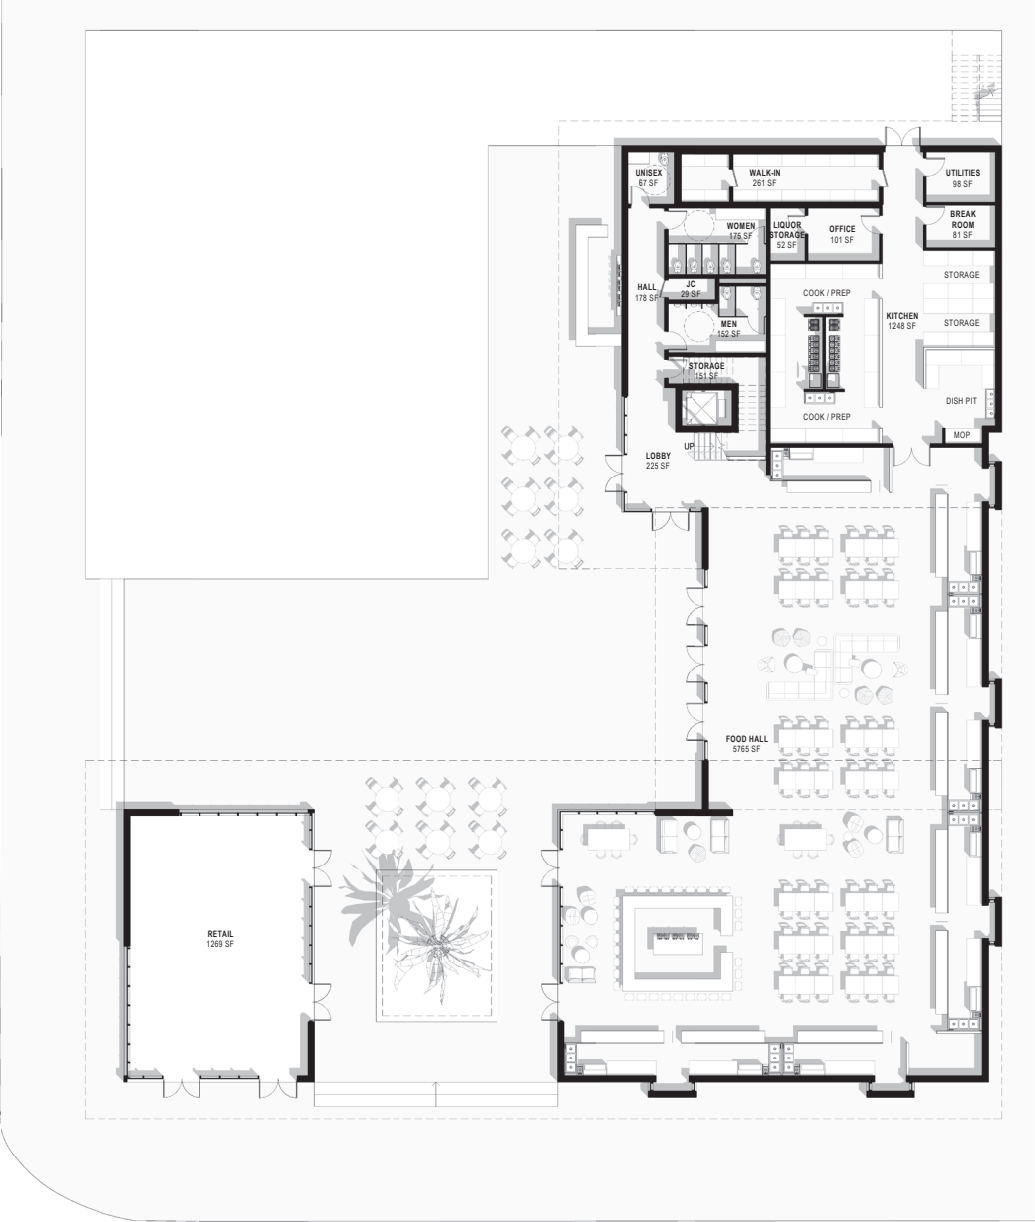 UNISEX
67 SF
WALK-IN
261 SF
UTILITIES
98 SF
WOMEN
175 SF
LIQUOR
STORAGE
52 SF
OFFICE
101 SF
BREAK
ROOM
81 SF
HALL
178 SF
JC
29 SF
MEN
152 SF
COOK / PREP
KITCHEN
1248 SF
STORAGE
STORAGE
STORAGE
151 SF
COOK / PREP
DISH PIT
MOP
UP
LOBBY
225 SF
FOOD HALL
5765 SF
RETAIL
1269 SF